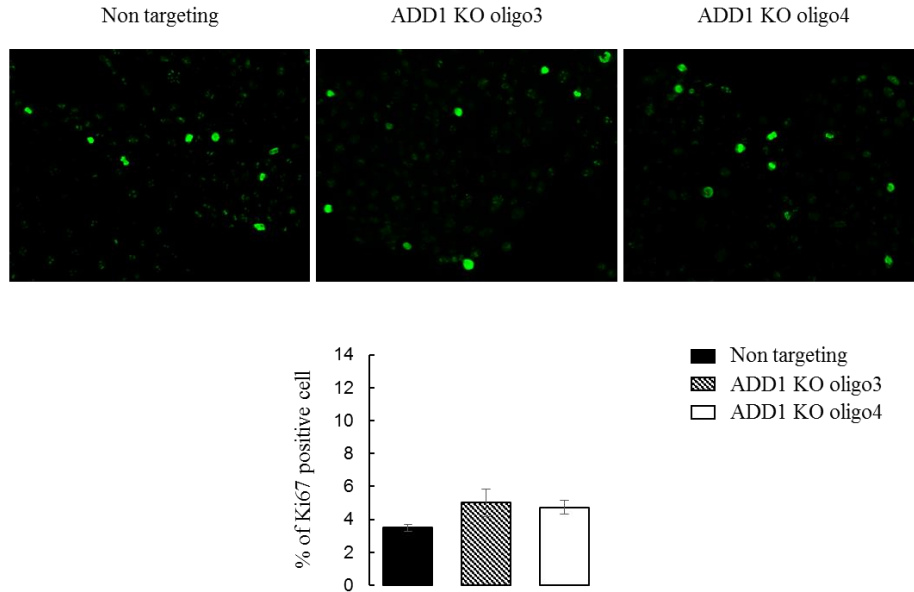 Non targeting
ADD1 KO oligo3
ADD1 KO oligo4
% of Ki67 positive cell
14
12
10
8
6
4
2
0
Non targeting
ADD1 KO oligo3
ADD1 KO oligo4